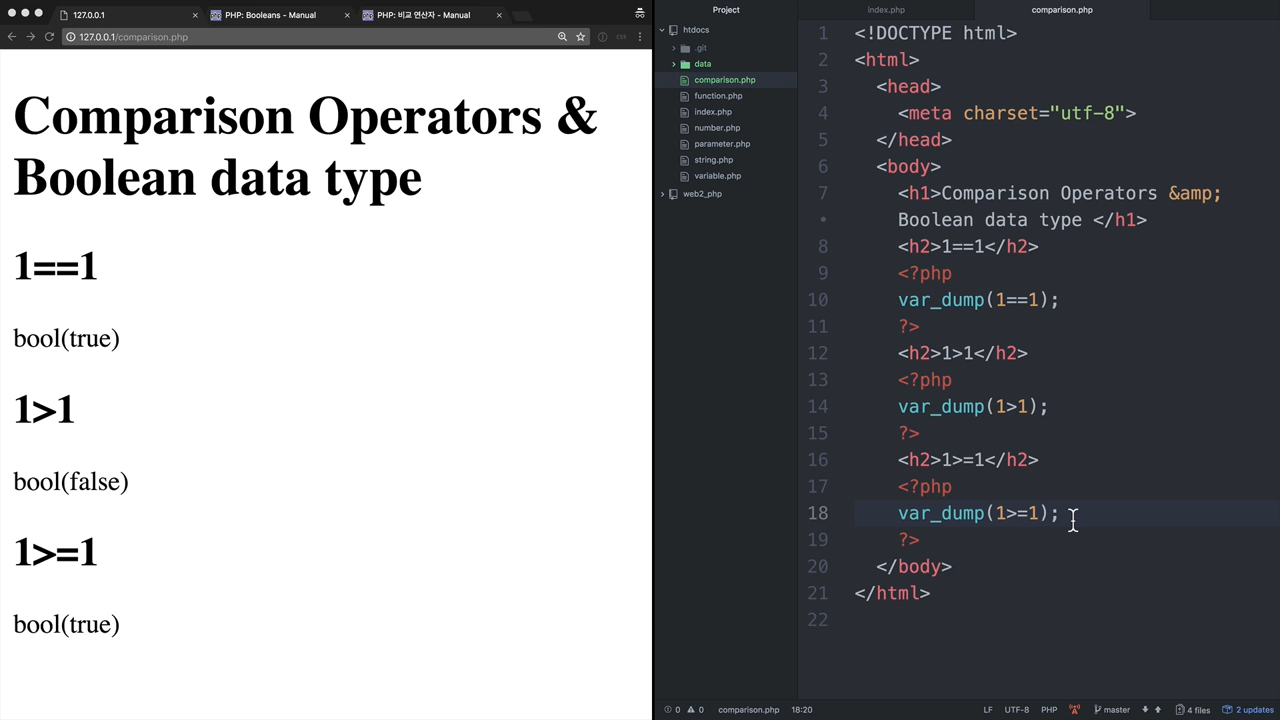 127.0.0.1
PHP: Booleans - Manual
PHP: 비교 연산자 - Manual
127.0.0.1/comparison.php
CSS
Comparison Operators &
Boolean data type
1==1
bool(true)
1>1
bool(false)
1>=1
bool(true)
Project
htdocs
.git
data
comparison.php
function.php
index.php
number.php
parameter.php
string.php
variable.php
web2_php
index.php
comparison.php
1 <!DOCTYPE html>
2 <html>
3 <head>
4 <meta charset="utf-8">
5 </head>
6 <body>
7 <h1>Comparison Operators &amp;
• Boolean data type </h1>
8 <h2>1==1</h2>
9 <?php
10 var_dump(1==1);
11 ?>
12 <h2>1>1</h2>
13 <?php
14 var_dump(1>1);
15 ?>
16 <h2>1>=1</h2>
17 <?php
18 var_dump(1>=1);
19 ?>
20 </body>
21 </html>
22
0 0 comparison.php 18:20 LF UTF-8 PHP master 4 files 2 updates